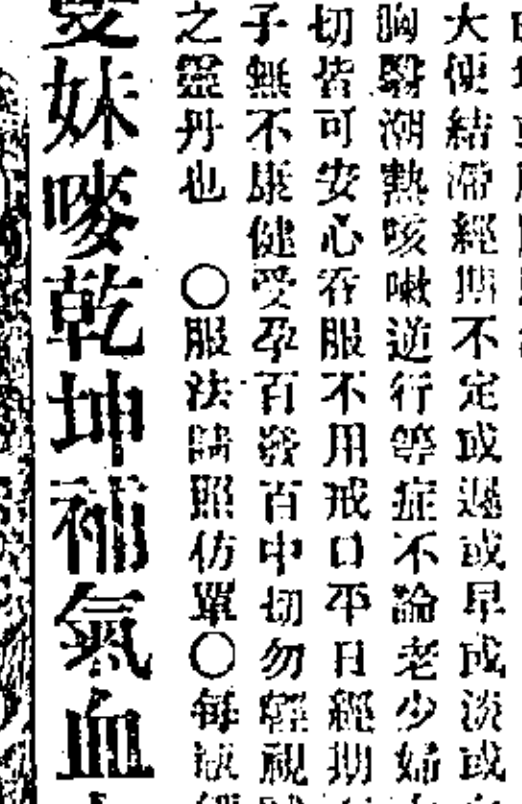 大便結滯經期不定或遲或早或淡或
胸翳潮熱咳嗽逆行等症不論老少婦
切皆可安心吞服不用戒口平日經期
子無不康健受孕百發百中切勿輕視
之靈丹也 〇服法請照仿單〇每服
妹嘜乾坤補氣血